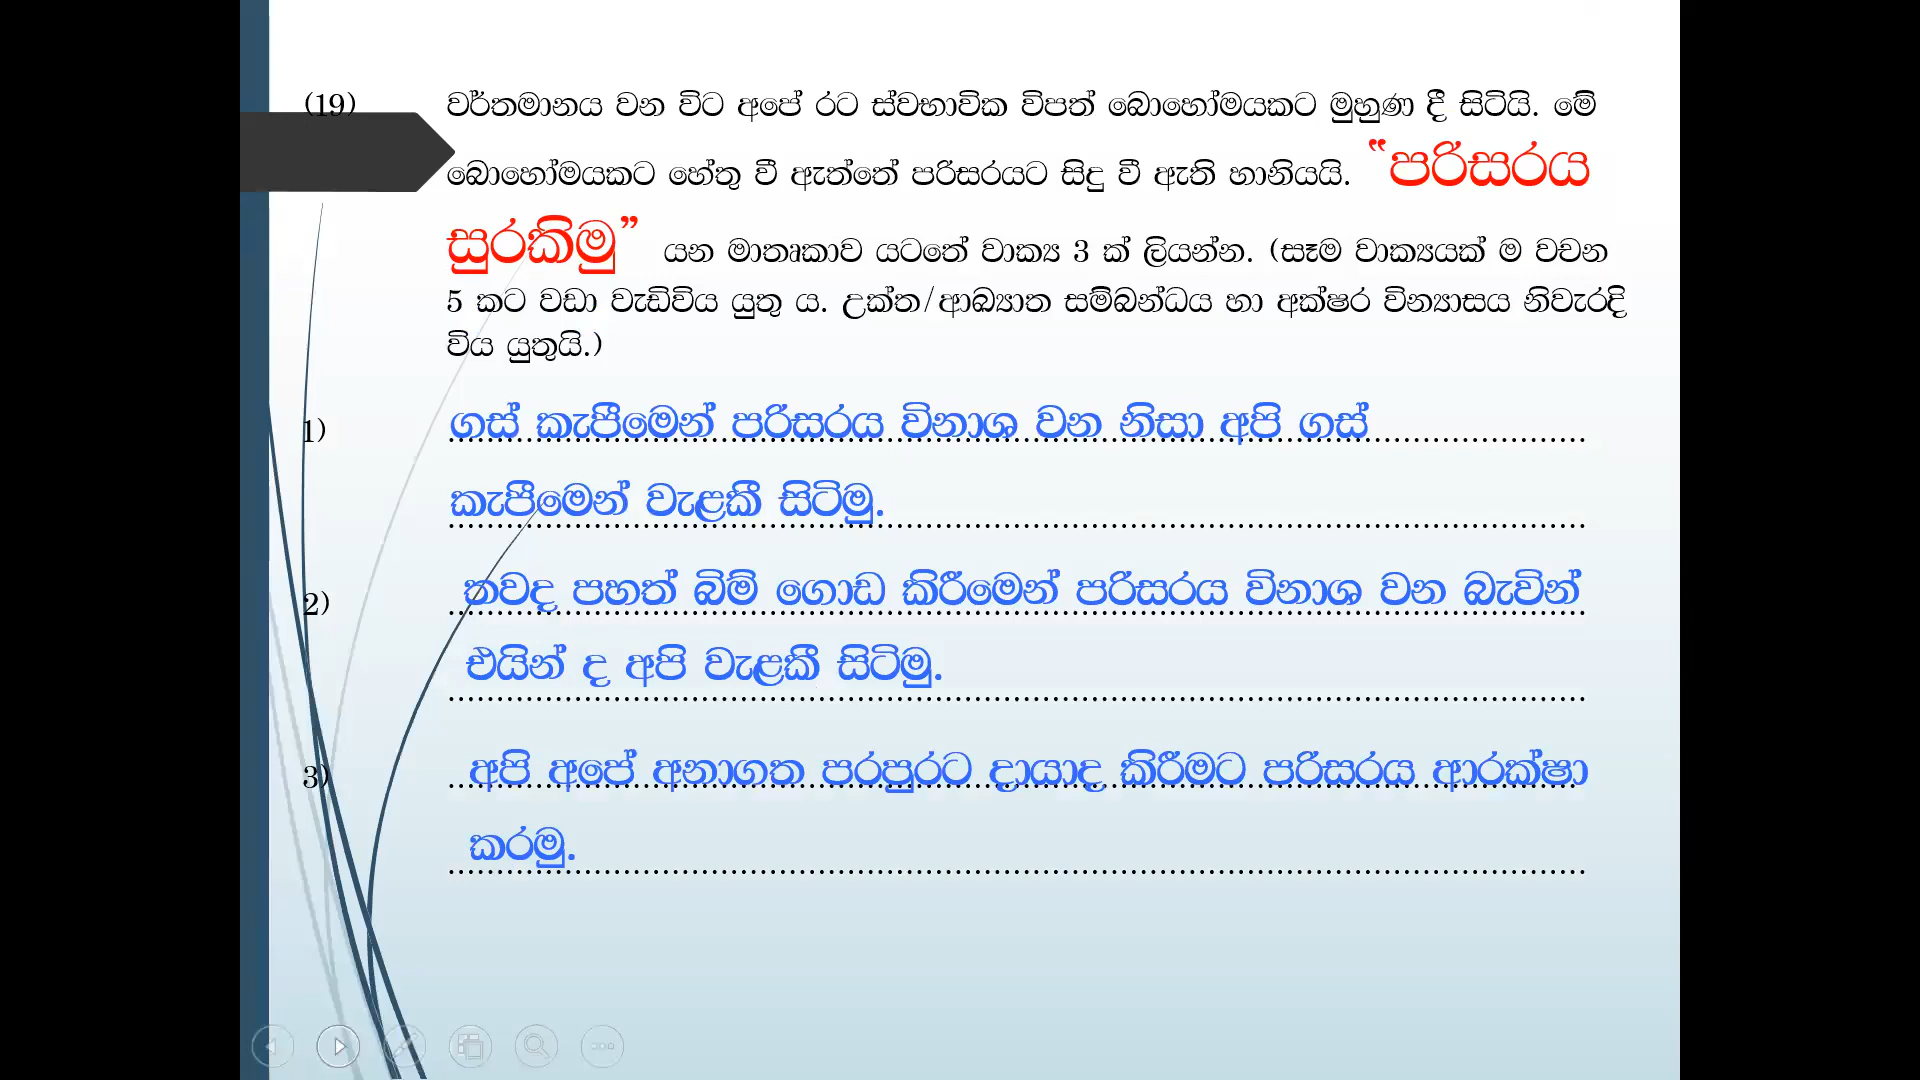 (19) වර්තමානය වන විට අපේ රට ස්වභාවික විපත් බොහෝමයකට මුහුණ දී සිටියි. මේ
බොහෝමයකට හේතු වී ඇත්තේ පරිසරයට සිදු වී ඇති හානියයි. “පරිසරය
සුරකිමු” යන මාතෘකාව යටතේ වාක්‍ය 3 ක් ලියන්න. (සෑම වාක්‍යයක් ම වචන
5 කට වඩා වැඩිවිය යුතු ය. උක්ත/ආඛ්‍යාත සම්බන්ධය හා අක්ෂර වින්‍යාසය නිවැරදි
විය යුතුයි.)
1) ගස් කැපීමෙන් පරිසරය විනාශ වන නිසා අපි ගස්
කැපීමෙන් වැළකී සිටිමු.
2) තවද පහත් බිම් ගොඩ කිරීමෙන් පරිසරය විනාශ වන බැවින්
එයින් ද අපි වැළකී සිටිමු.
3) අපි අපේ අනාගත පරපුරට දායාද කිරීමට පරිසරය ආරක්ෂා
කරමු.